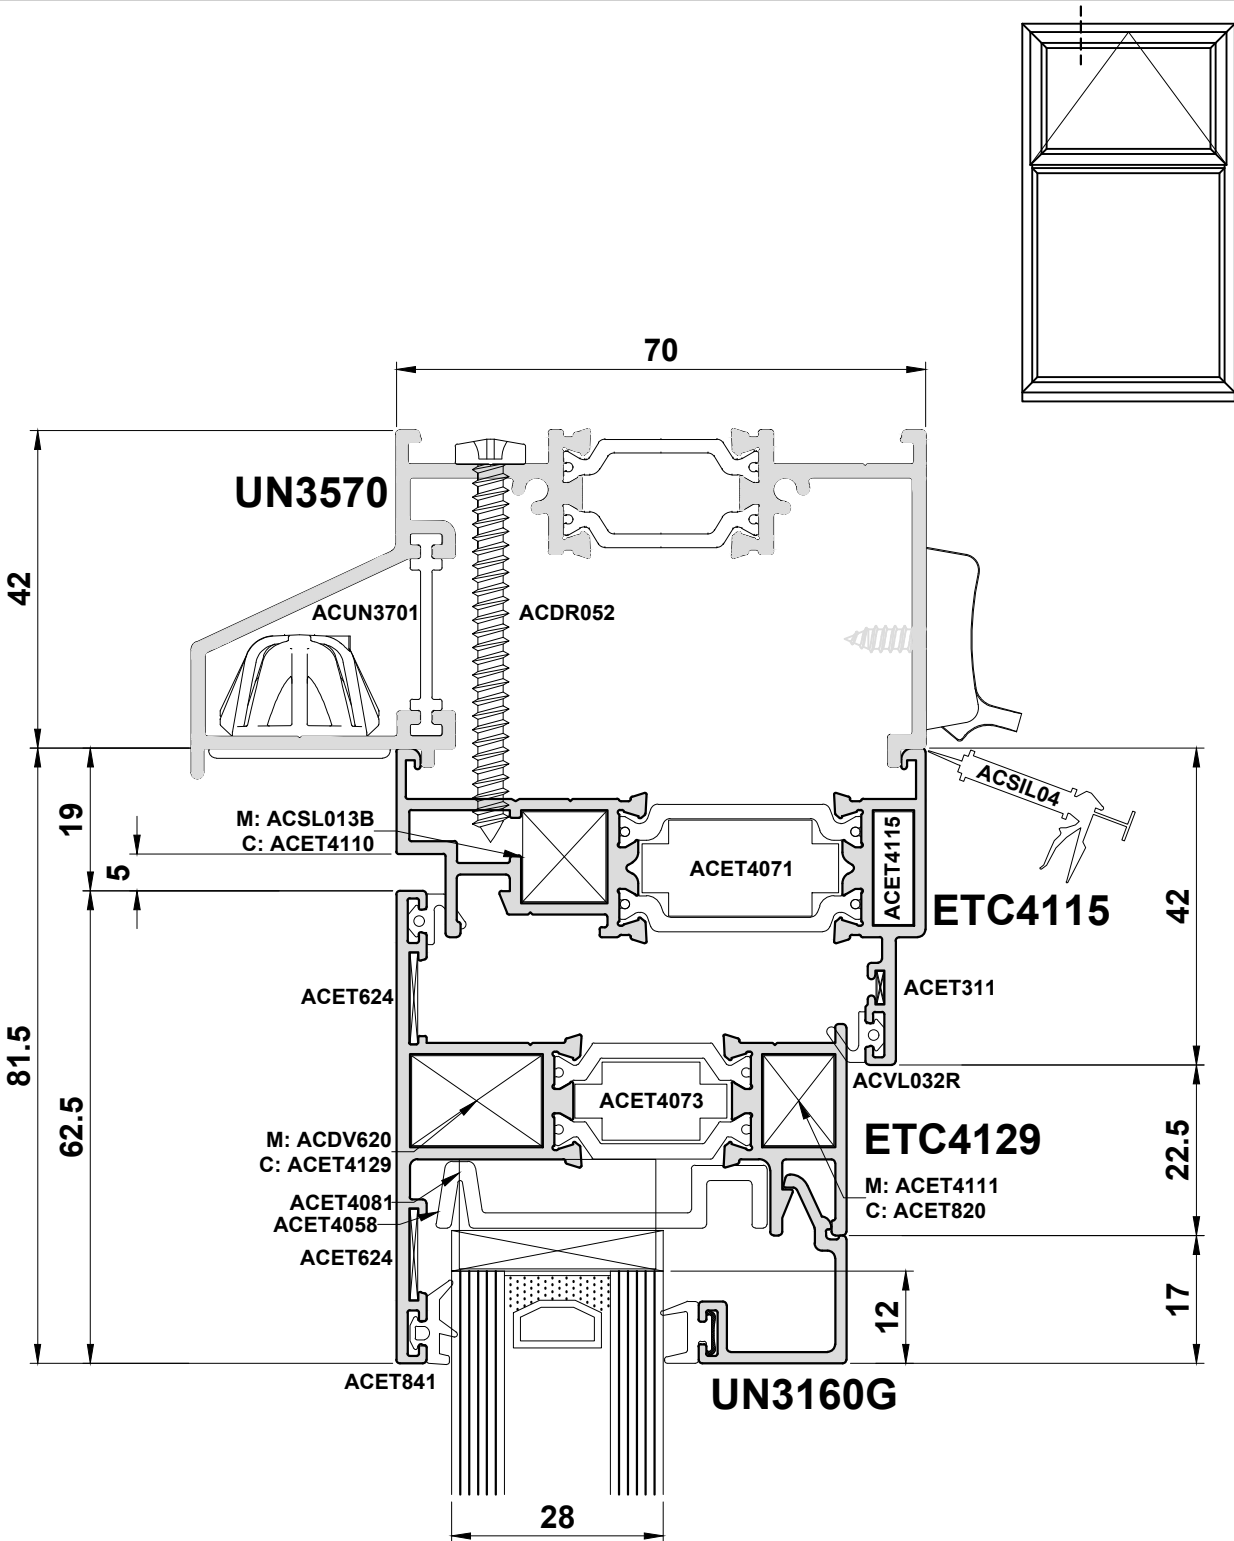 70
UN3570
42
ACUN3701
ACDR052
ACSIL04
19
M: ACSL013B
C: ACET4110
5
ACET4071
ACET4115
ETC4115
42
ACET624
ACET311
81.5
62.5
ACVL032R
ACET4073
ETC4129
M: ACDV620
C: ACET4129
22.5
M: ACET4111
C: ACET820
ACET4081
ACET4058
ACET624
12
17
ACET841
UN3160G
28